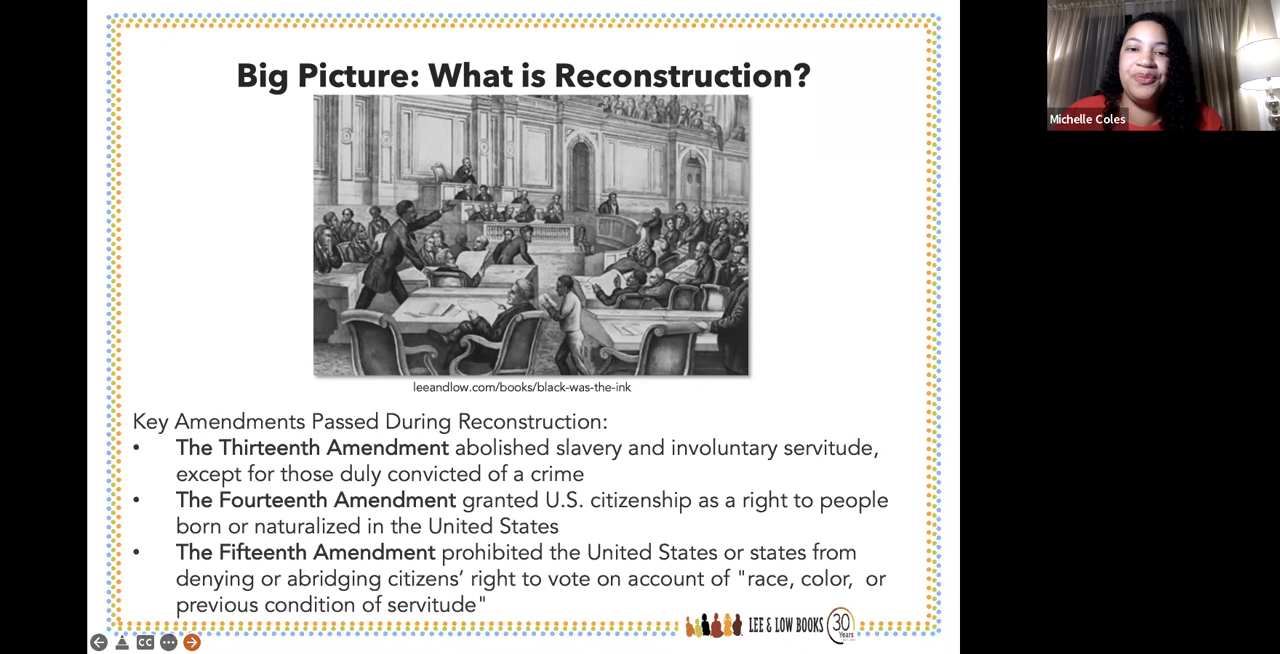 Big Picture: What is Reconstruction?
Michelle Coles
leeandlow.com/books/black-was-the-ink
Key Amendments Passed During Reconstruction:
• The Thirteenth Amendment abolished slavery and involuntary servitude,
except for those duly convicted of a crime
• The Fourteenth Amendment granted U.S. citizenship as a right to people
born or naturalized in the United States
• The Fifteenth Amendment prohibited the United States or states from
denying or abridging citizens’ right to vote on account of "race, color, or
previous condition of servitude"
LEE & LOW BOOKS
30
Years
CC